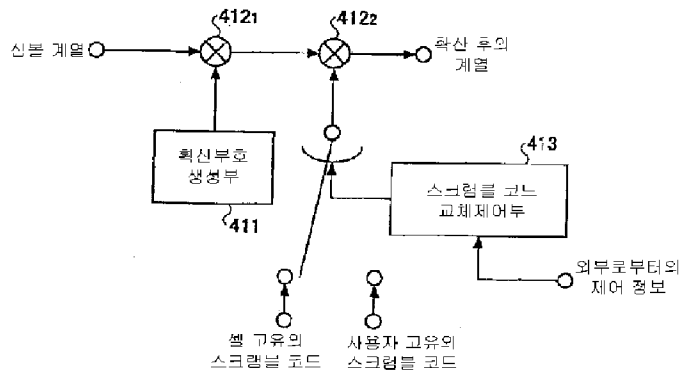 412₁
412₂
심볼 계열
확산 후의
계열
413
확산부호
생성부
스크램블 코드
교체제어부
411
외부로부터의
제어 정보
셀 고유의
스크램블 코드
사용자 고유의
스크램블 코드